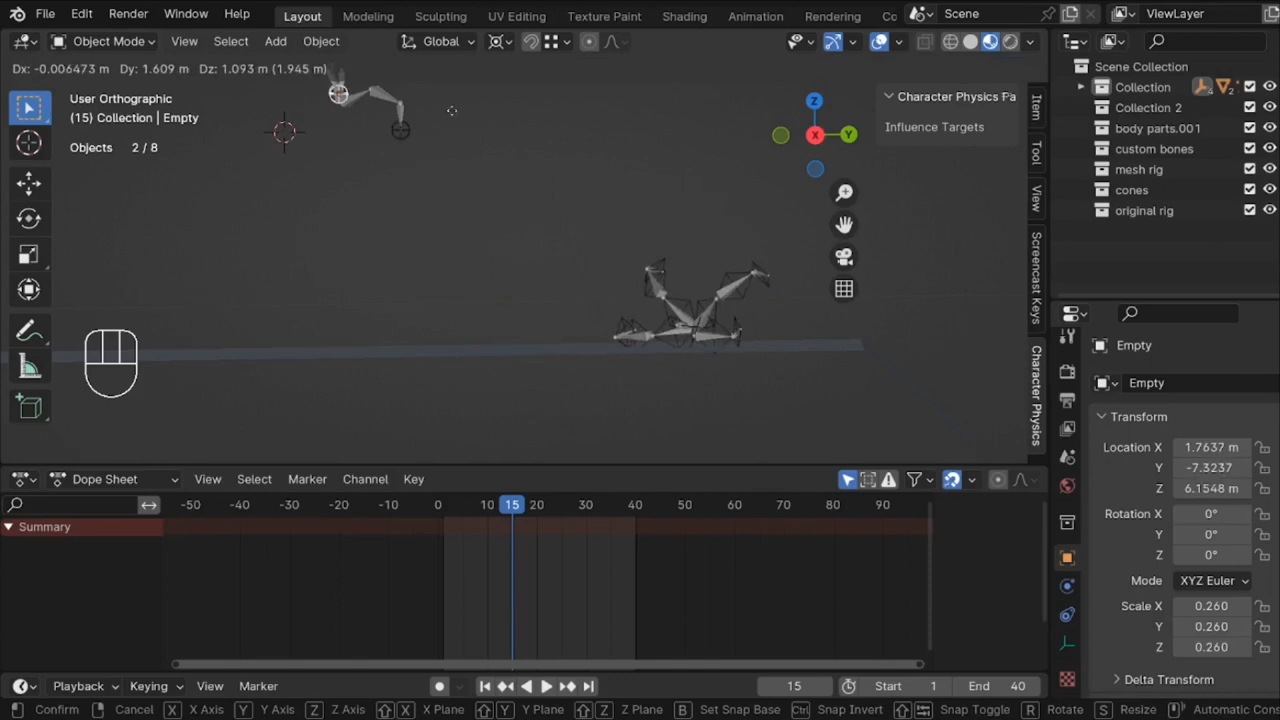 File Edit Render Window Help Layout Modeling Sculpting UV Editing Texture Paint Shading Animation Rendering Co Scene ViewLayer
Object Mode View Select Add Object Global
Dx: -0.006473 m Dy: 1.609 m Dz: 1.093 m (1.945 m)
User Orthographic
(15) Collection | Empty
Objects 2 / 8
Z
Y
X
Character Physics Pa
Influence Targets
Item
Tool
View
Screencast Keys
Character Physics
Scene Collection
Collection 2
Collection 2
body parts.001
custom bones
mesh rig
cones
original rig
Empty
Empty
Transform
Location X 1.7637 m
Y -7.3237
Z 6.1548 m
Rotation X 0°
Y 0°
Z 0°
Mode XYZ Euler
Scale X 0.260
Y 0.260
Z 0.260
Delta Transform
Dope Sheet View Select Marker Channel Key
-50 -40 -30 -20 -10 0 10 15 20 30 40 50 60 70 80 90
Summary
Playback Keying View Marker 15 Start 1 End 40
Confirm Cancel X X Axis Y Y Axis Z Z Axis X X Plane Y Y Plane Z Z Plane B Set Snap Base Ctrl Snap Invert Snap Toggle G Move R Rotate S Resize Automatic Cons